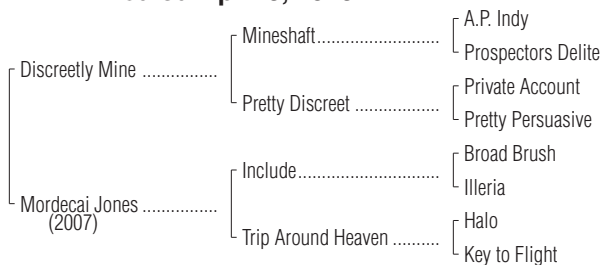 A.P. Indy
Mineshaft
Prospectors Delite
Discreetly Mine
Private Account
Pretty Discreet
Pretty Persuasive
Broad Brush
Include
Illeria
Mordecai Jones
(2007)
Halo
Trip Around Heaven
Key to Flight